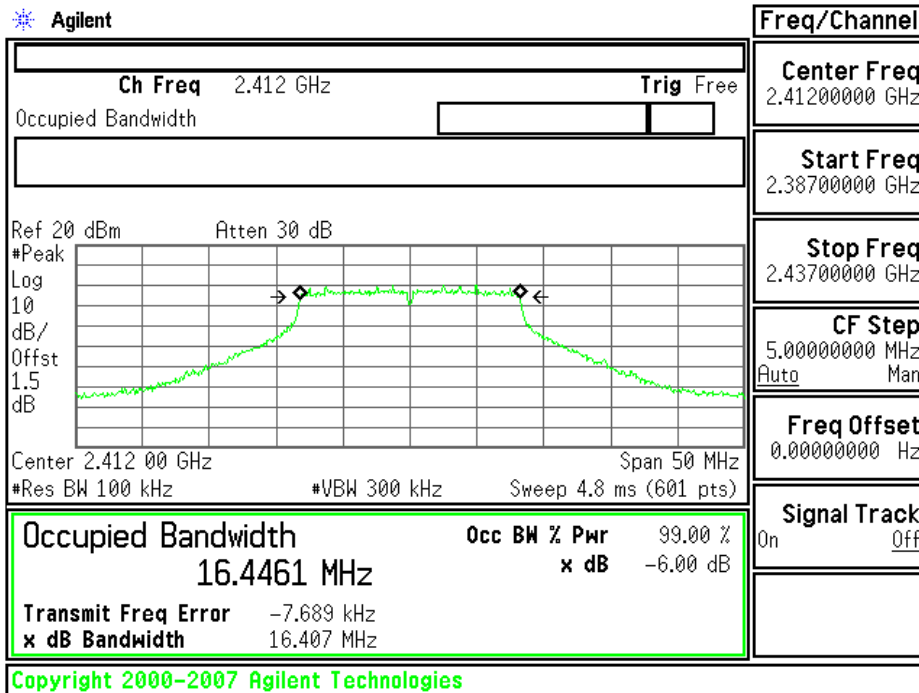 Agilent
Freq/Channel
Ch Freq 2.412 GHz Trig Free
Occupied Bandwidth
Center Freq
2.41200000 GHz
Start Freq
2.38700000 GHz
Stop Freq
2.43700000 GHz
CF Step
5.00000000 MHz
Auto Man
Freq Offset
0.00000000 Hz
Signal Track
On Off
Ref 20 dBm Atten 30 dB
#Peak
Log
10
dB/
Offst
1.5
dB
Center 2.412 00 GHz Span 50 MHz
#Res BW 100 kHz #VBW 300 kHz Sweep 4.8 ms (601 pts)
Occupied Bandwidth
16.4461 MHz
Occ BW % Pwr 99.00 %
x dB -6.00 dB
Transmit Freq Error -7.689 kHz
x dB Bandwidth 16.407 MHz
Copyright 2000-2007 Agilent Technologies